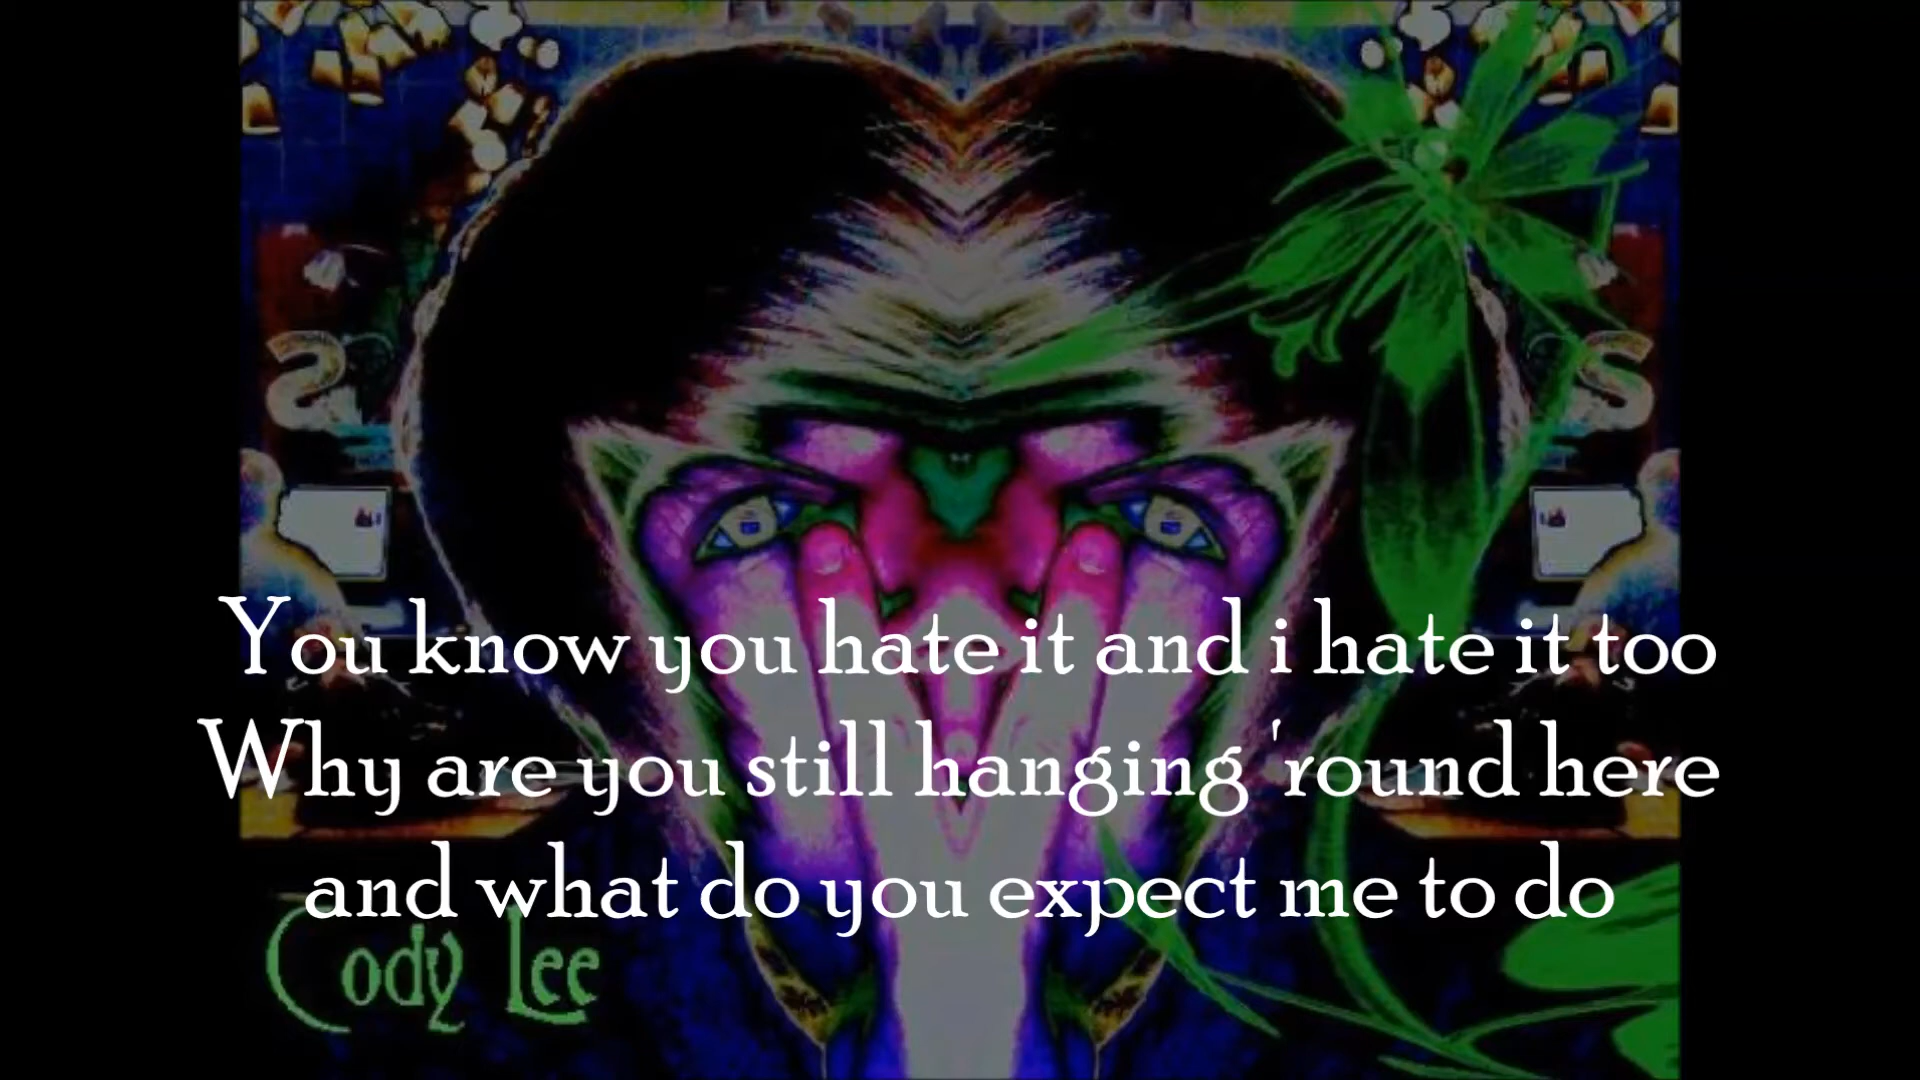 You know you hate it and i hate it too
Why are you still hanging 'round here
and what do you expect me to do
Cody Lee